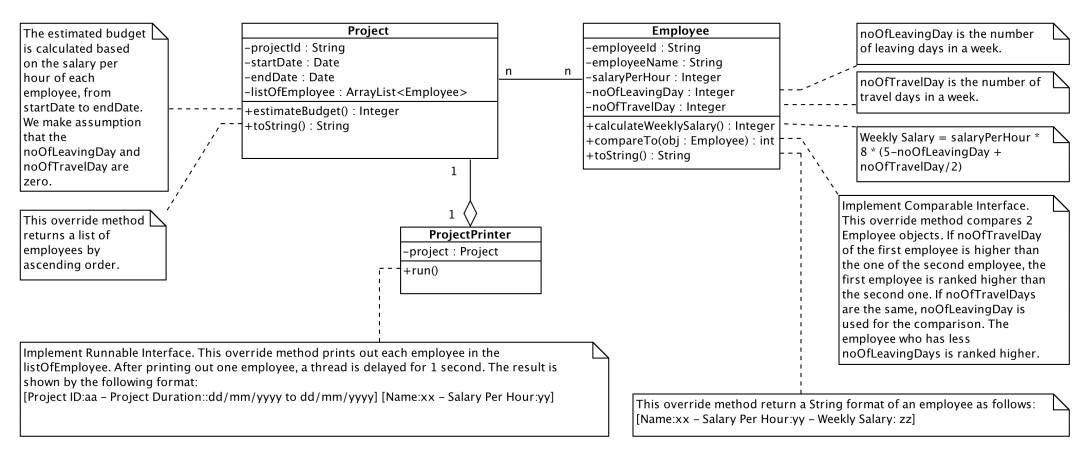 The estimated budget
is calculated based
on the salary per
hour of each
employee, from
startDate to endDate.
We make assumption
that the
noOfLeavingDay and
noOfTravelDay are
zero.
This override method
returns a list of
employees by
ascending order.
Project
-projectId : String
-startDate : Date
-endDate : Date
-listOfEmployee : ArrayList<Employee>
+estimateBudget() : Integer
+toString() : String
n
n
1
1
ProjectPrinter
-project : Project
+run()
Employee
-employeeId : String
-employeeName : String
-salaryPerHour : Integer
-noOfLeavingDay : Integer
-noOfTravelDay : Integer
+calculateWeeklySalary() : Integer
+compareTo(obj : Employee) : int
+toString() : String
noOfLeavingDay is the number
of leaving days in a week.
noOfTravelDay is the number of
travel days in a week.
Weekly Salary = salaryPerHour *
8 * (5-noOfLeavingDay +
noOfTravelDay/2)
Implement Comparable Interface.
This override method compares 2
Employee objects. If noOfTravelDay
of the first employee is higher than
the one of the second employee, the
first employee is ranked higher than
the second one. If noOfTravelDays
are the same, noOfLeavingDay is
used for the comparison. The
employee who has less
noOfLeavingDays is ranked higher.
Implement Runnable Interface. This override method prints out each employee in the
listOfEmployee. After printing out one employee, a thread is delayed for 1 second. The result is
shown by the following format:
[Project ID:aa - Project Duration::dd/mm/yyyy to dd/mm/yyyy] [Name:xx - Salary Per Hour:yy]
This override method return a String format of an employee as follows:
[Name:xx - Salary Per Hour:yy - Weekly Salary: zz]